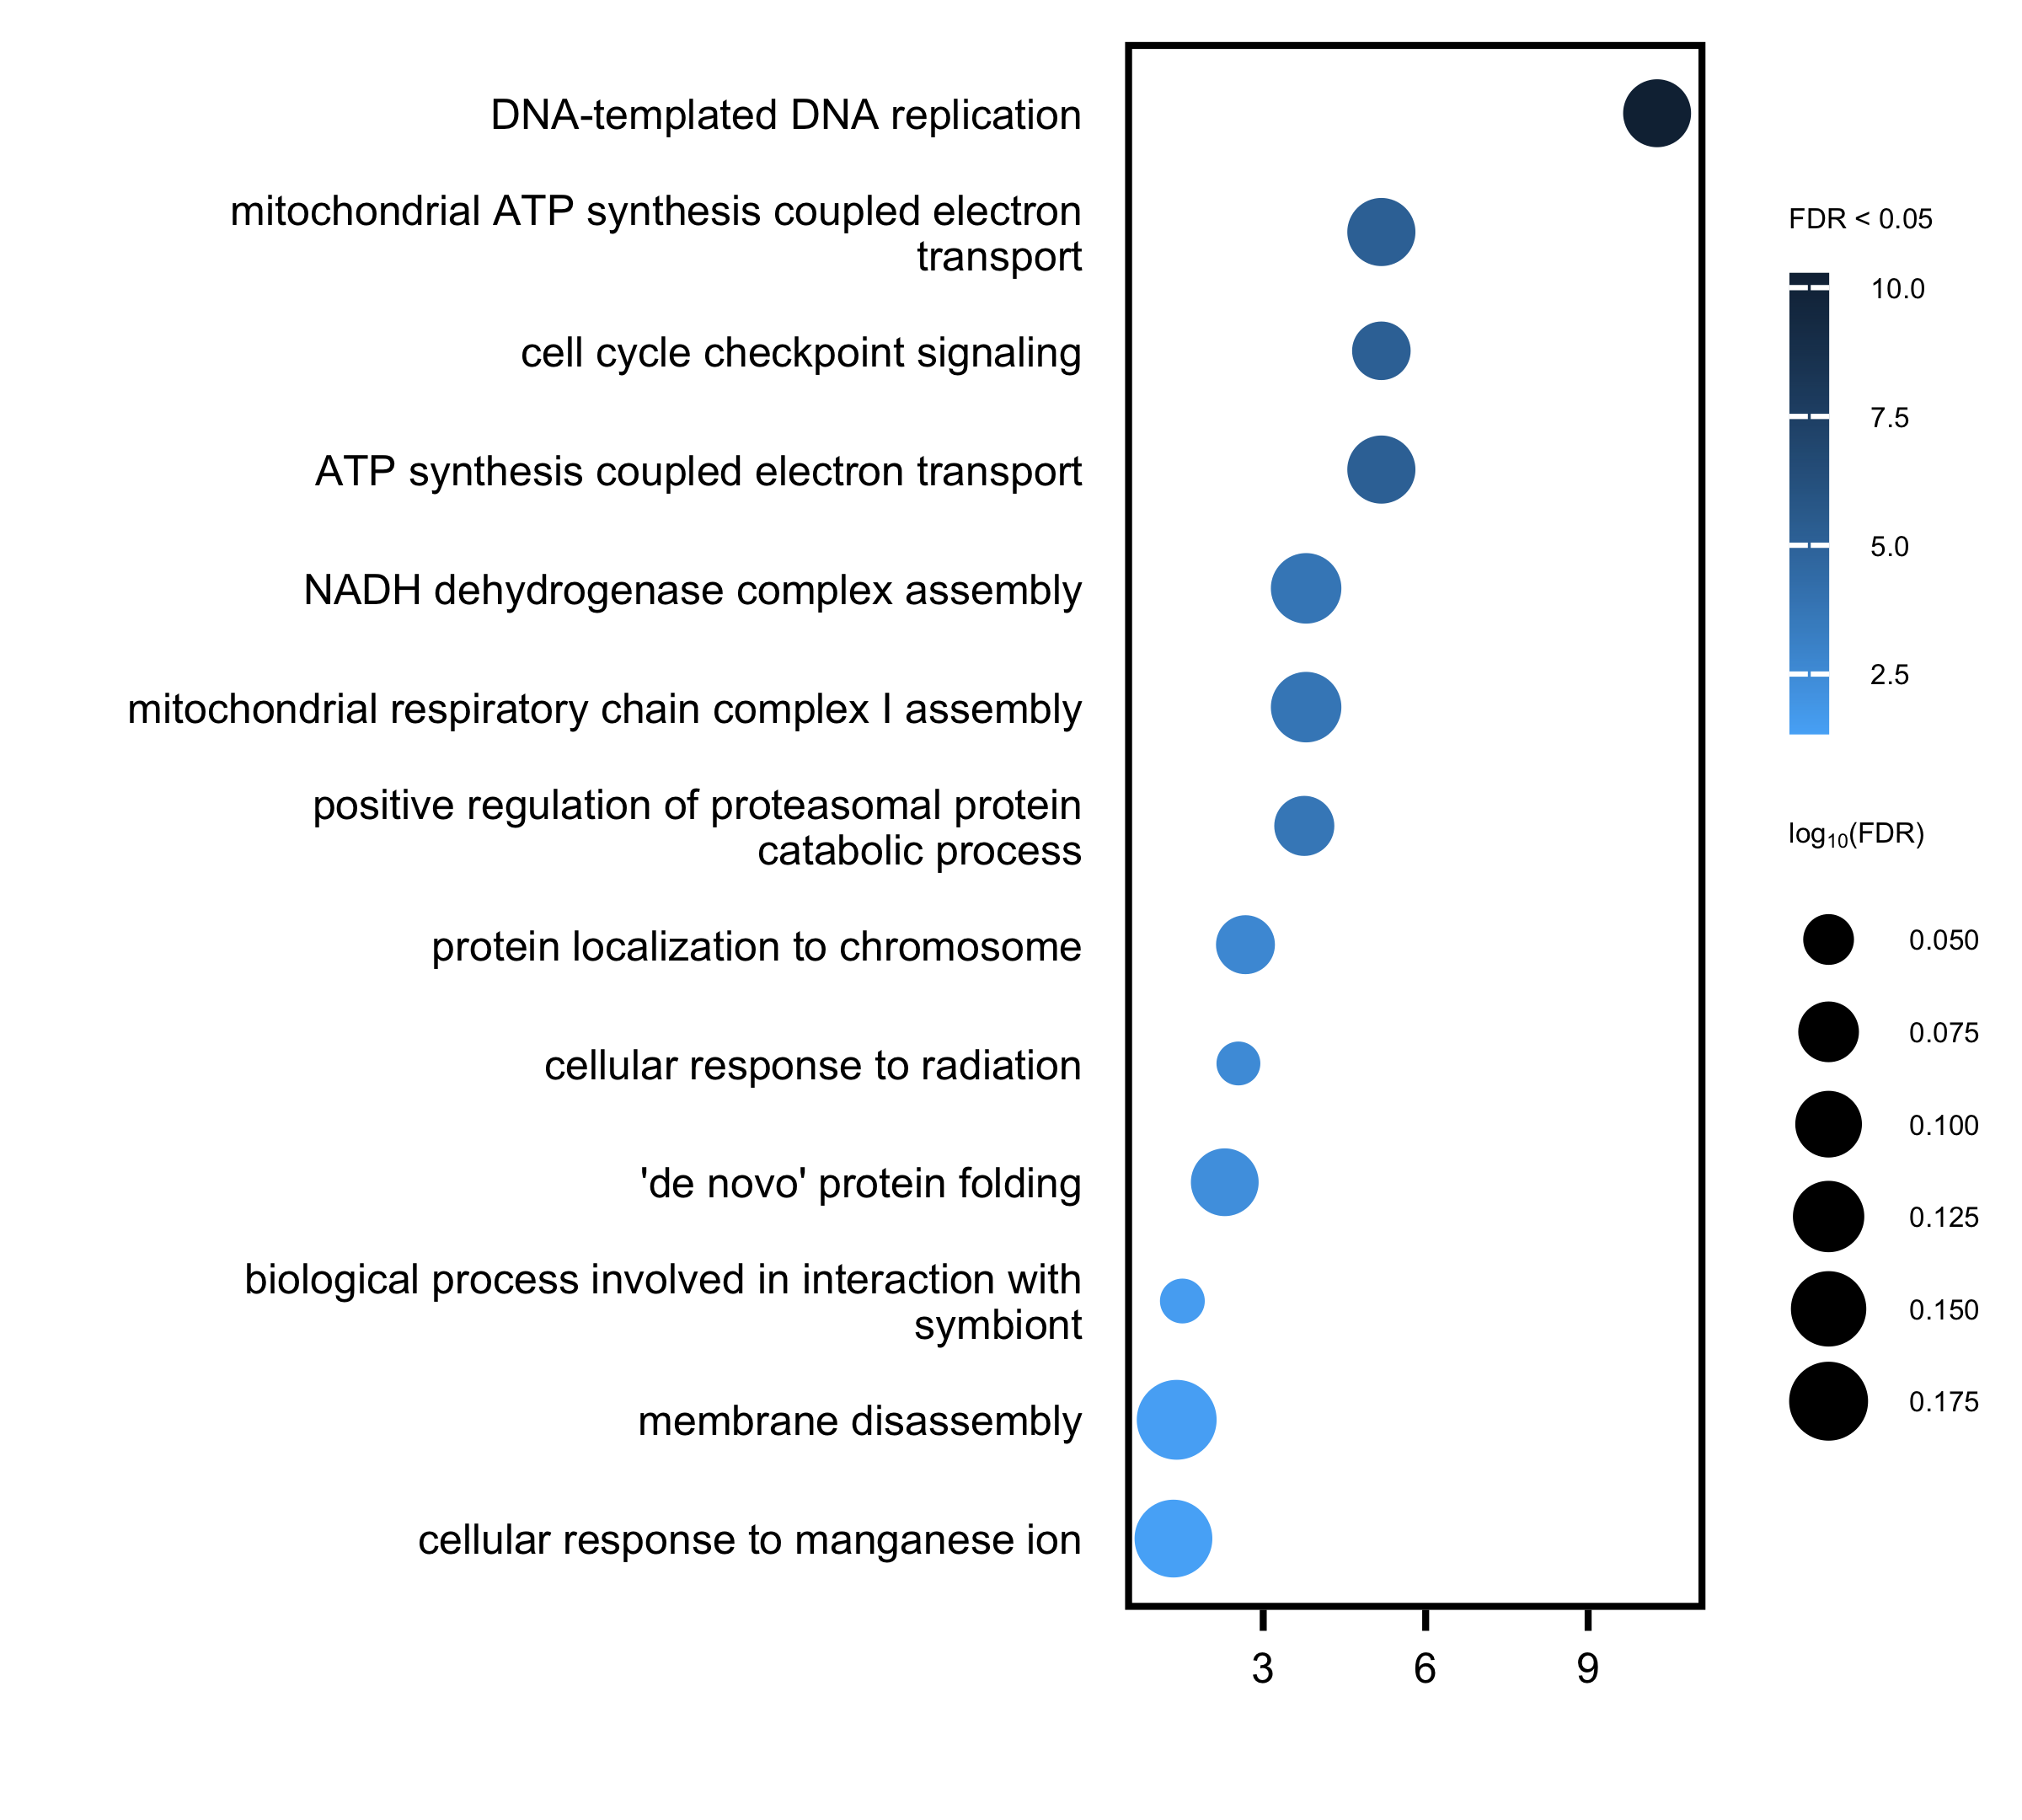 DNA-templated DNA replication
mitochondrial ATP synthesis coupled electron
transport
cell cycle checkpoint signaling
ATP synthesis coupled electron transport
NADH dehydrogenase complex assembly
mitochondrial respiratory chain complex I assembly
positive regulation of proteasomal protein
catabolic process
protein localization to chromosome
cellular response to radiation
'de novo' protein folding
biological process involved in interaction with
symbiont
membrane disassembly
cellular response to manganese ion
3 6 9
FDR < 0.05
10.0
7.5
5.0
2.5
log₁₀(FDR)
0.050
0.075
0.100
0.125
0.150
0.175